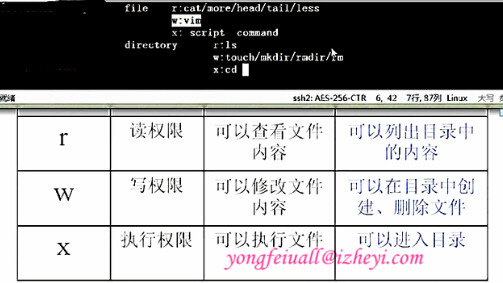 file r:cat/more/head/tail/less
w:vim
x: script command
directory r:ls
w:touch/mkdir/rmdir/rm
x:cd
就绪 ssh2: AES-256-CTR 6, 42 7行, 87列 Linux 大写
r 读权限 可以查看文件内容 可以列出目录中的内容
w 写权限 可以修改文件内容 可以在目录中创建、删除文件
x 执行权限 可以执行文件 可以进入目录
yongfeiuall@izheyi.com